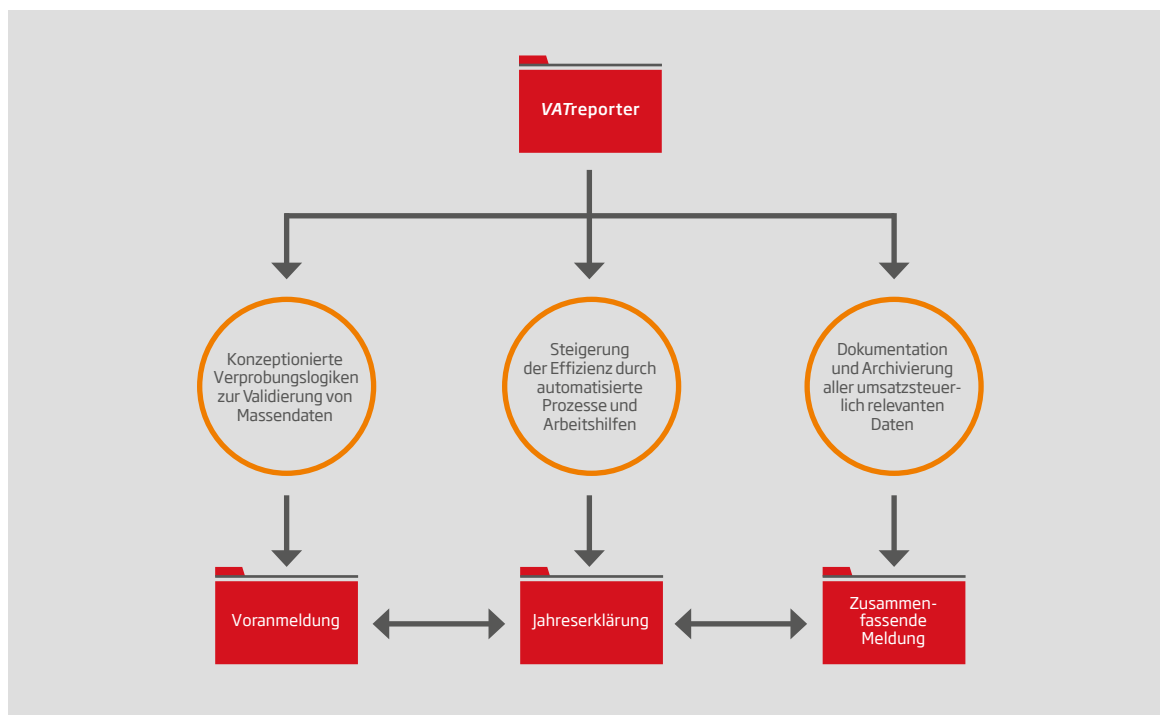 VATreporter
Konzeptionierte
Verprobungslogiken
zur Validierung von
Massendaten
Steigerung
der Effizienz durch
automatisierte
Prozesse und
Arbeitshilfen
Dokumentation
und Archivierung
aller umsatzsteuer-
lich relevanten
Daten
Voranmeldung
Jahreserklärung
Zusammen-
fassende
Meldung